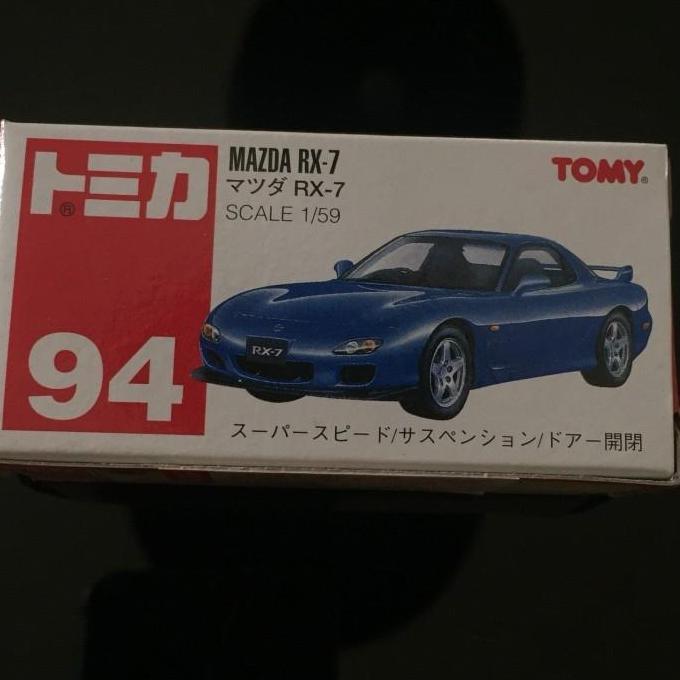 トミカ
®
94
MAZDA RX-7
マツダ RX-7
SCALE 1/59
TOMY®
RX-7
スーパースピード/サスペンション/ドアー開閉